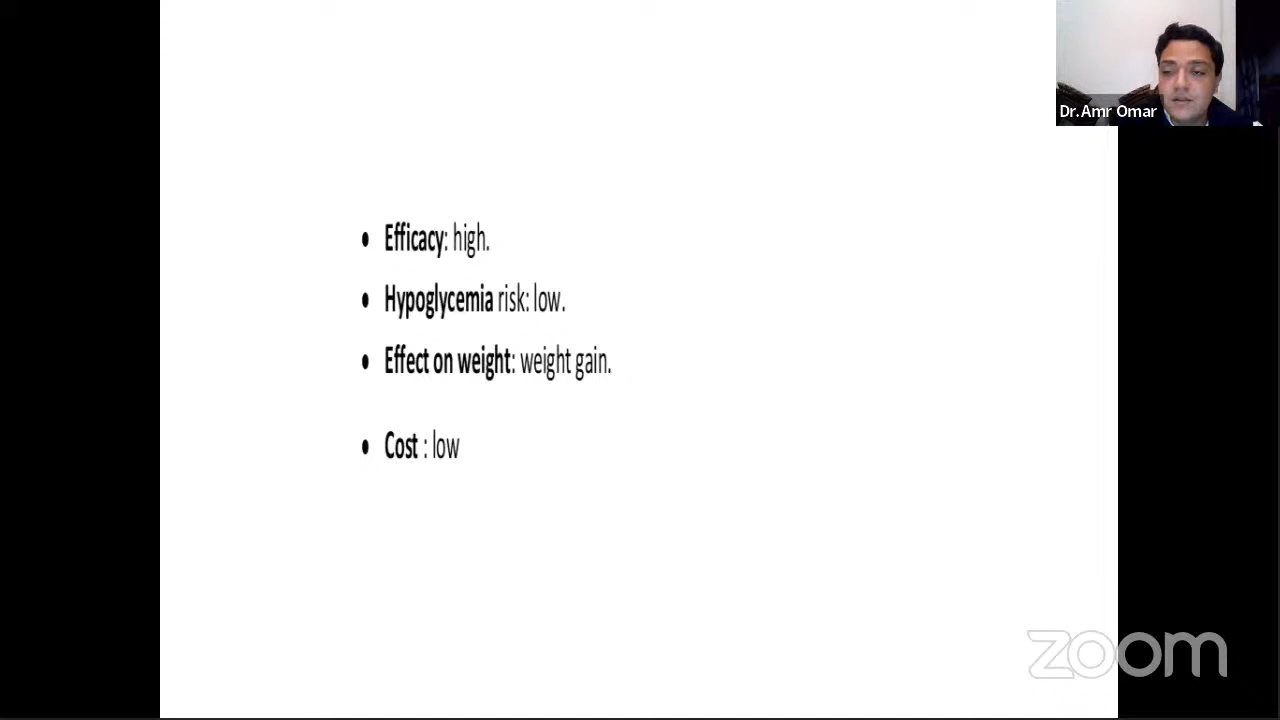 Dr.Amr Omar
• Efficacy: high.
• Hypoglycemia risk: low.
• Effect on weight: weight gain.
• Cost : low
zoom